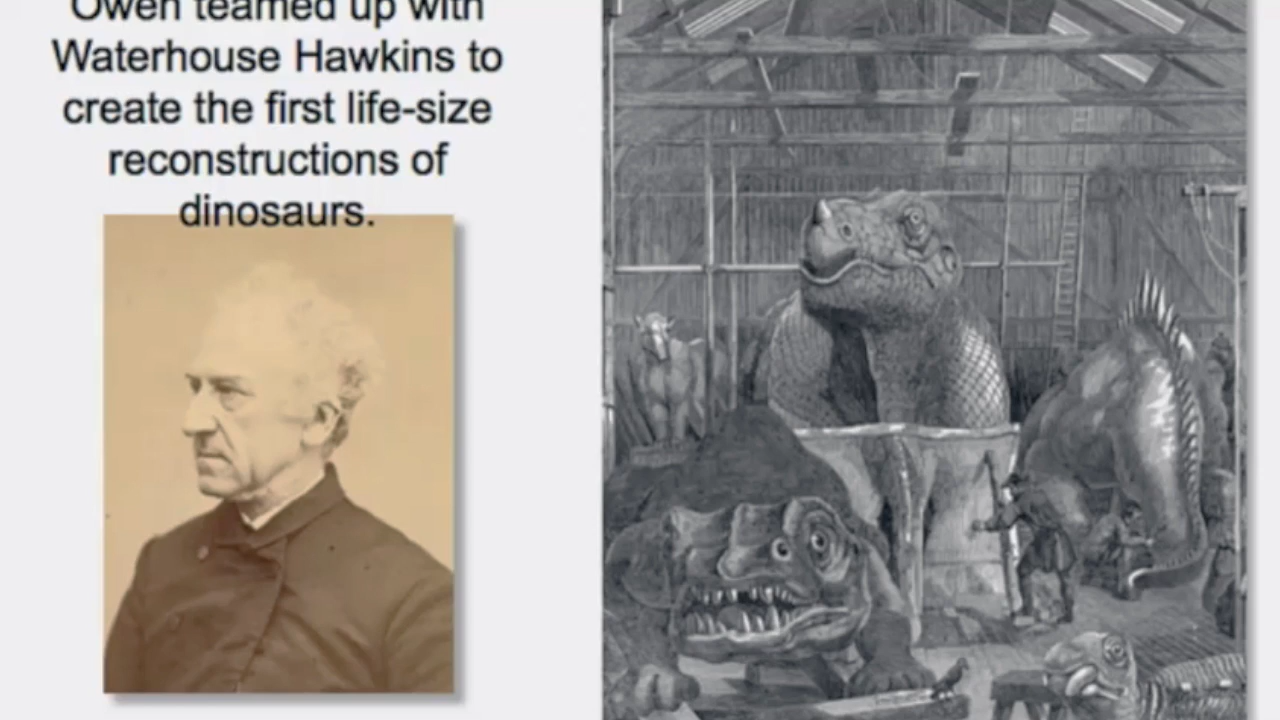 Owen teamed up with
Waterhouse Hawkins to
create the first life-size
reconstructions of
dinosaurs.